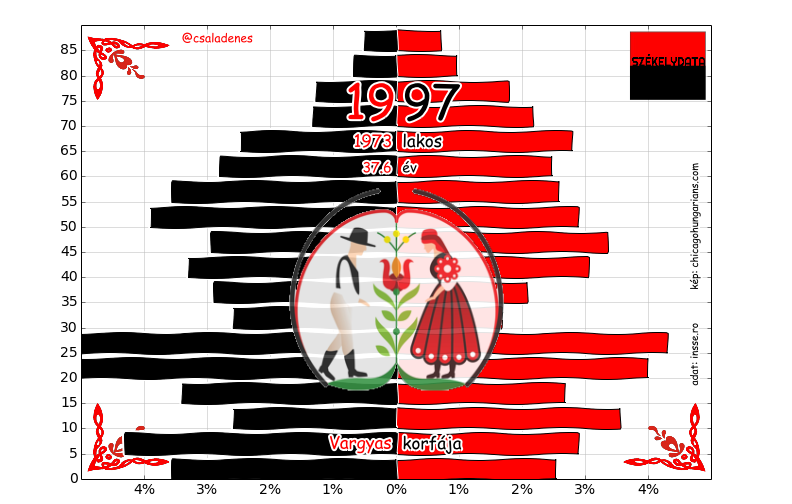 @csaladenes
SZÉKELYDATA
1997
1973 lakos
37.6 év
kép: chicagohungarians.com
adat: insse.ro
Vargyas korfája
85
80
75
70
65
60
55
50
45
40
35
30
25
20
15
10
5
0
4% 3% 2% 1% 0% 1% 2% 3% 4%